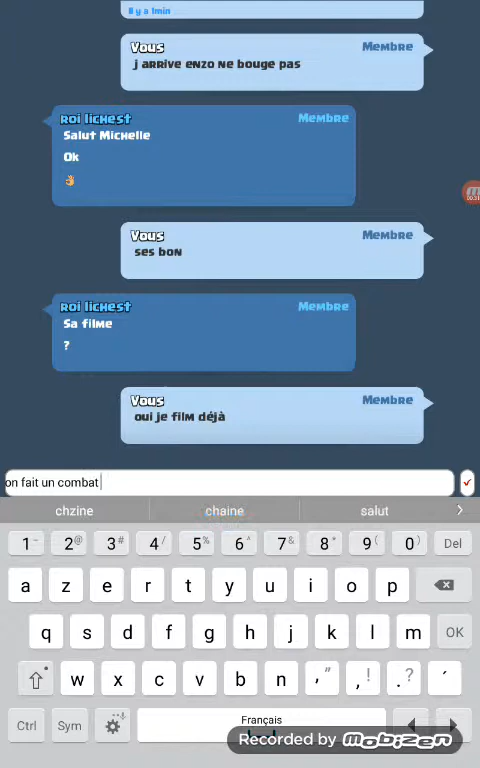 Il y a 1min
Vous
Membre
j arrive enzo ne bouge pas
roi lichest
Membre
Salut Michelle
Ok
👌
Vous
Membre
ses bon
roi lichest
Membre
Sa filme
?
Vous
Membre
oui je film déjà
on fait un combat
chzine chaine salut
1 2@ 3# 4/ 5% 6^ 7& 8* 9( 0) Del
a z e r t y u i o p
q s d f g h j k l m OK
w x c v b n ' " , ! . ? ´
Ctrl Sym Français
Recorded by mobizen